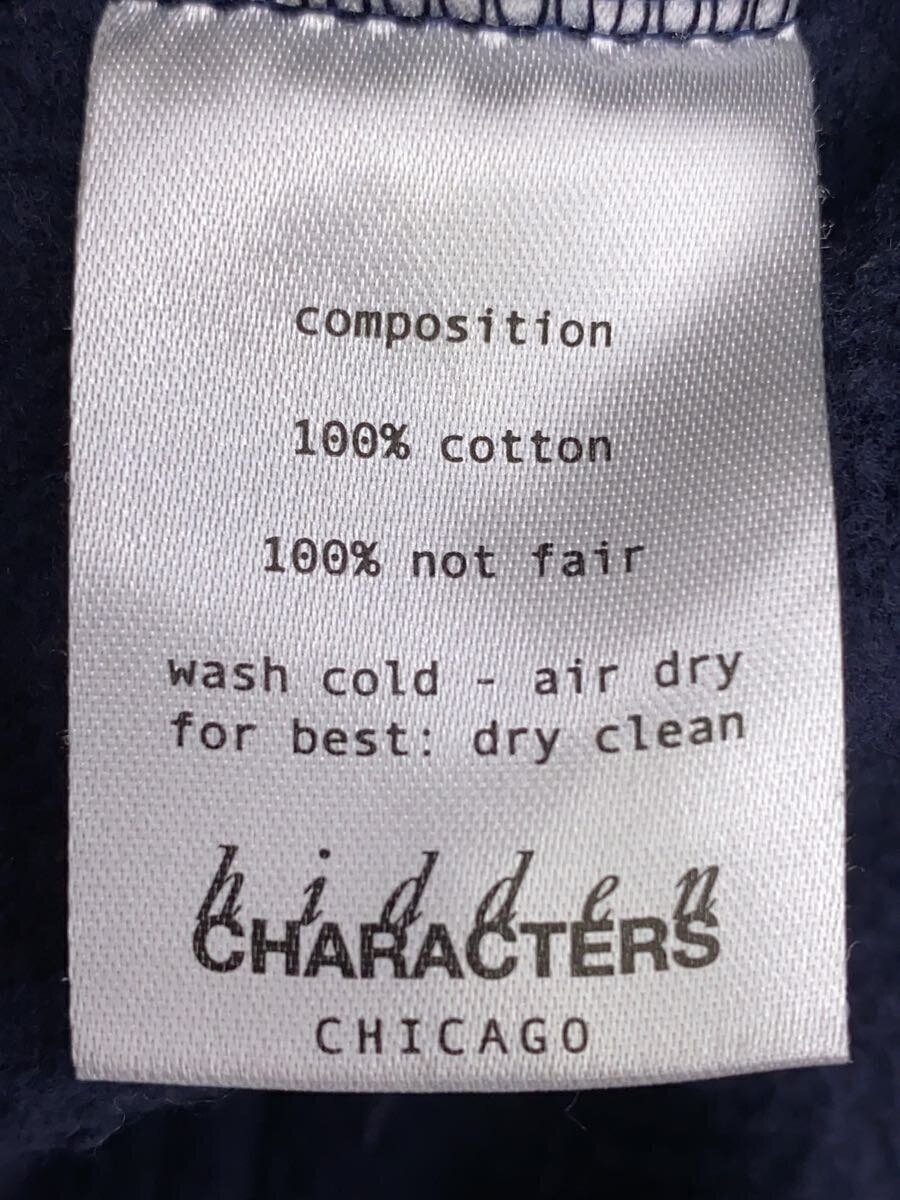 composition
100% cotton
100% not fair
wash cold - air dry
for best: dry clean
hidden
CHARACTERS
CHICAGO